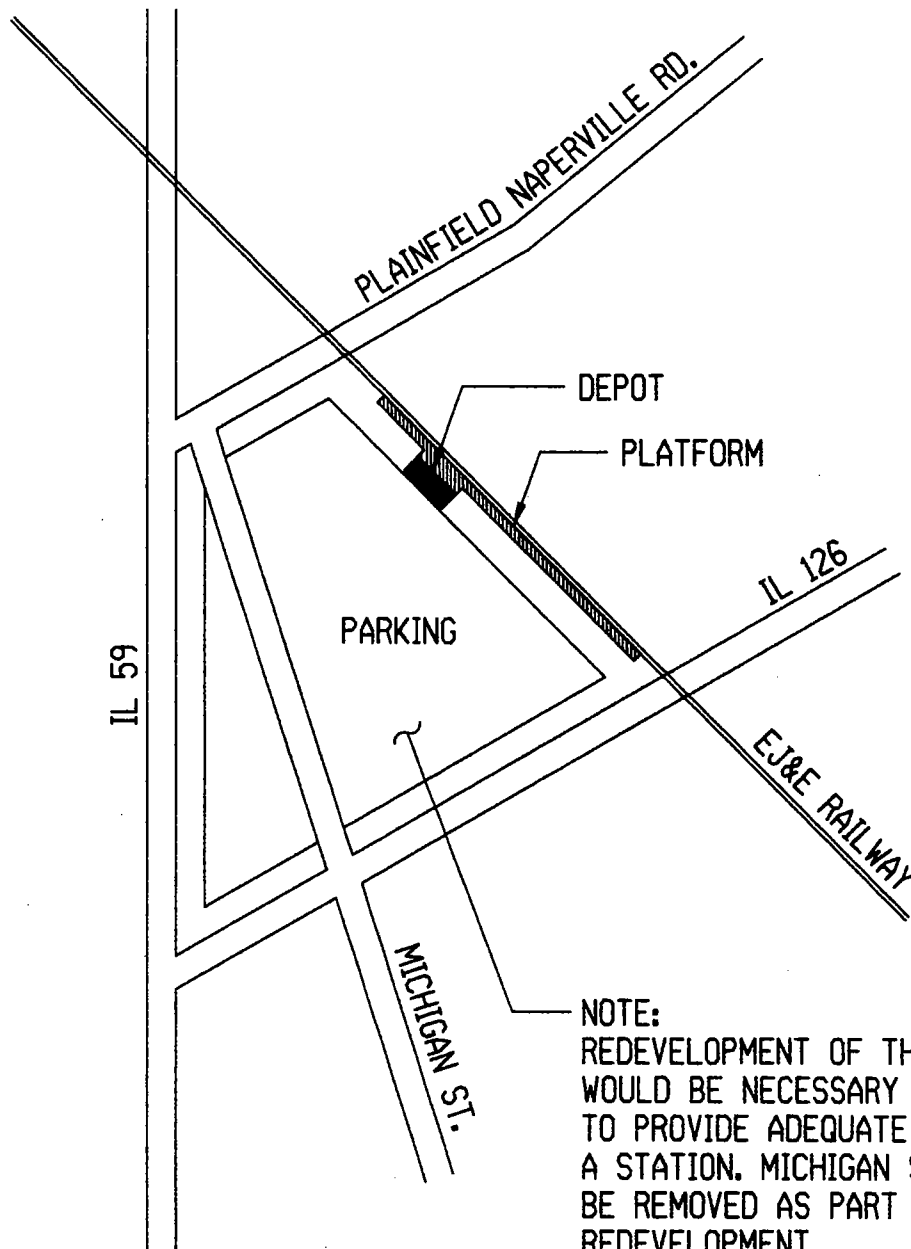 PLAINFIELD NAPERVILLE RD.
DEPOT
PLATFORM
IL 126
PARKING
IL 59
EJ&E RAILWAY
MICHIGAN ST.
NOTE:
REDEVELOPMENT OF
WOULD BE NECESSARY
TO PROVIDE ADEQUATE
A STATION. MICHIGAN
BE REMOVED AS PART
REDEVELOPMENT